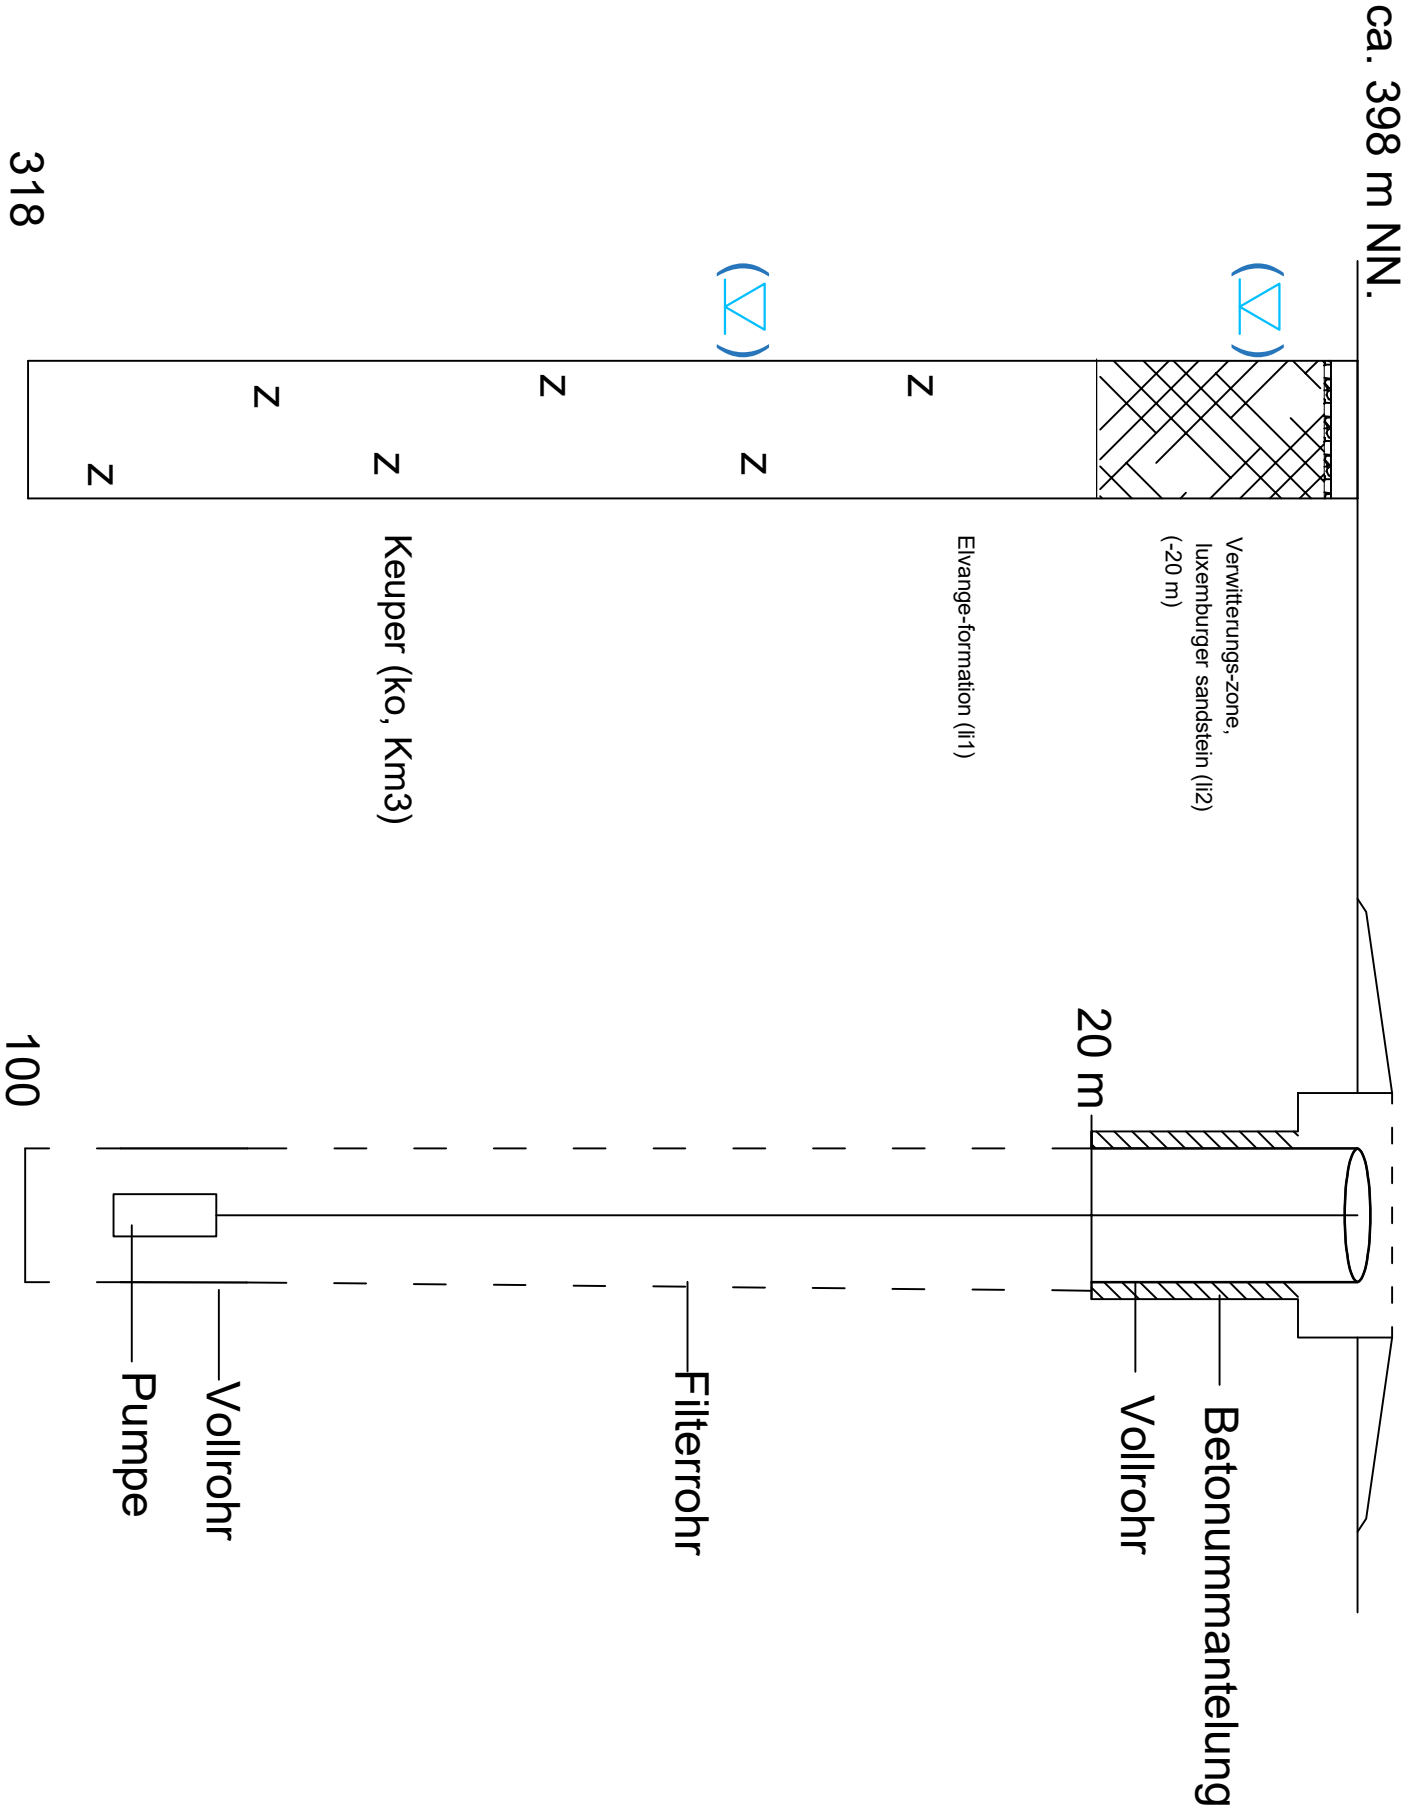 ca. 398 m NN.
Verwitterungs-zone,
luxemburger sandstein (li2)
(-20 m)
Elvange-formation (li1)
Keuper (ko, Km3)
z
z
z
z
z
z
318
20 m
Betonummantelung
Vollrohr
Filterrohr
Vollrohr
Pumpe
100